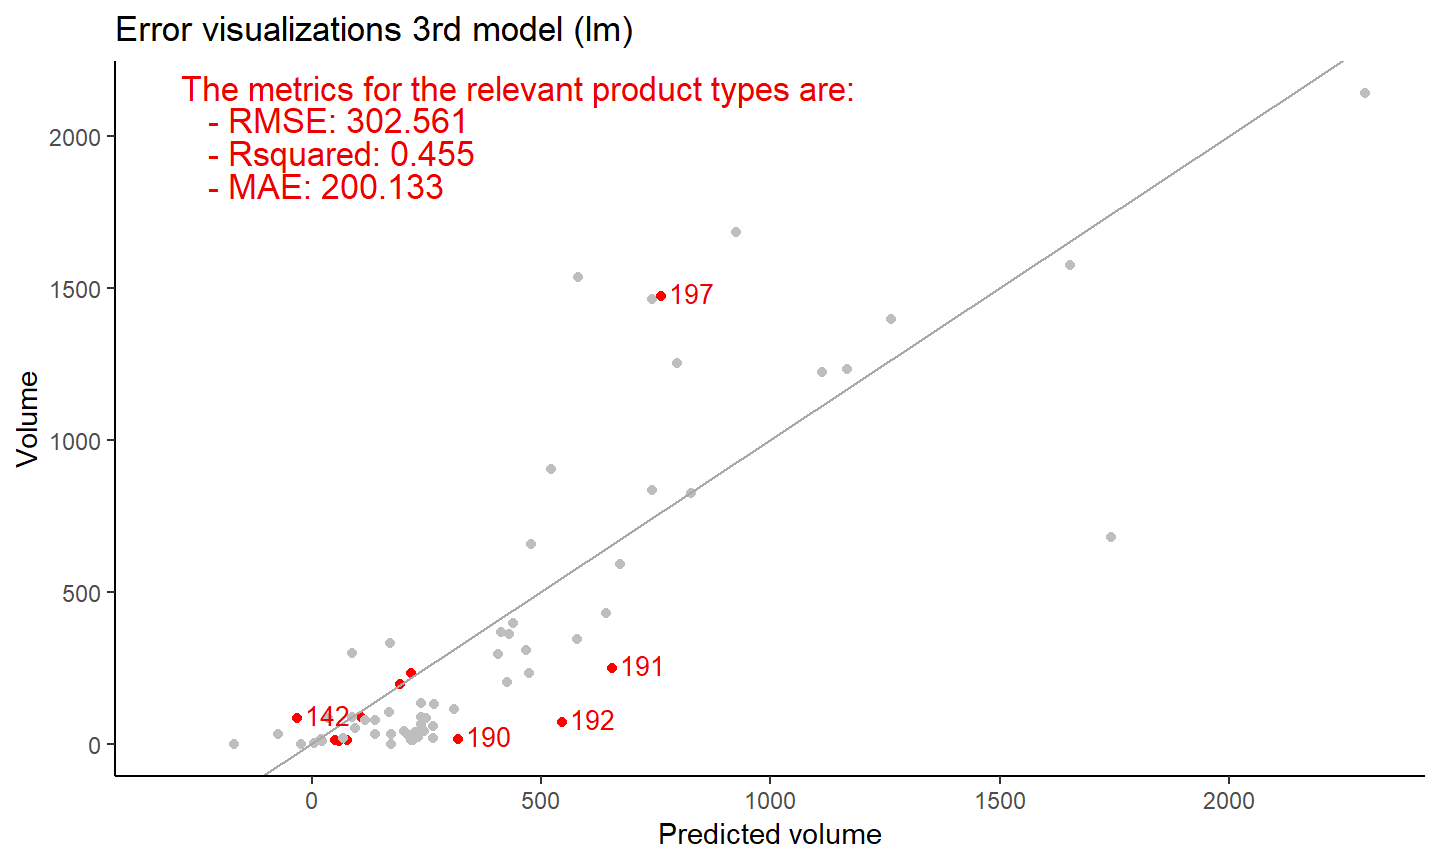 Error visualizations 3rd model (lm)
The metrics for the relevant product types are:
- RMSE: 302.561
- Rsquared: 0.455
- MAE: 200.133
2000
1500
1000
500
0
Volume
197
191
142
192
190
0
500
1000
1500
2000
Predicted volume